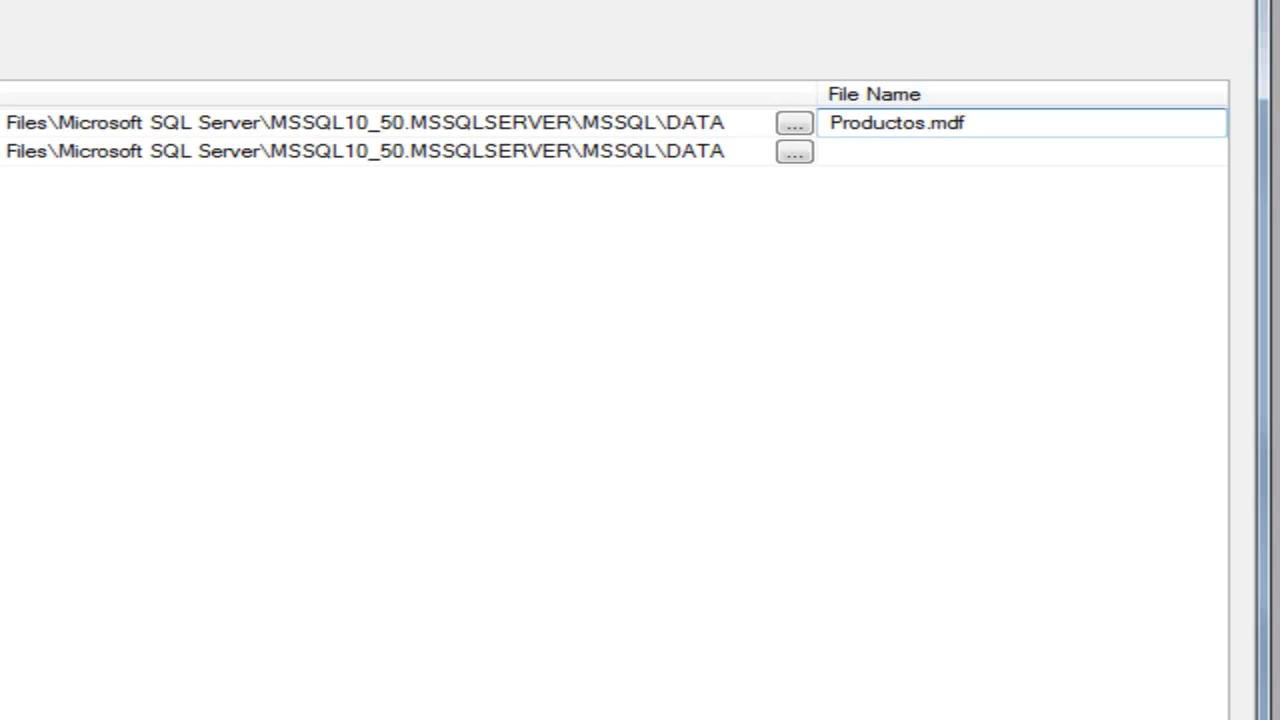 File Name
Files\Microsoft SQL Server\MSSQL10_50.MSSQLSERVER\MSSQL\DATA ... Productos.mdf
Files\Microsoft SQL Server\MSSQL10_50.MSSQLSERVER\MSSQL\DATA ...